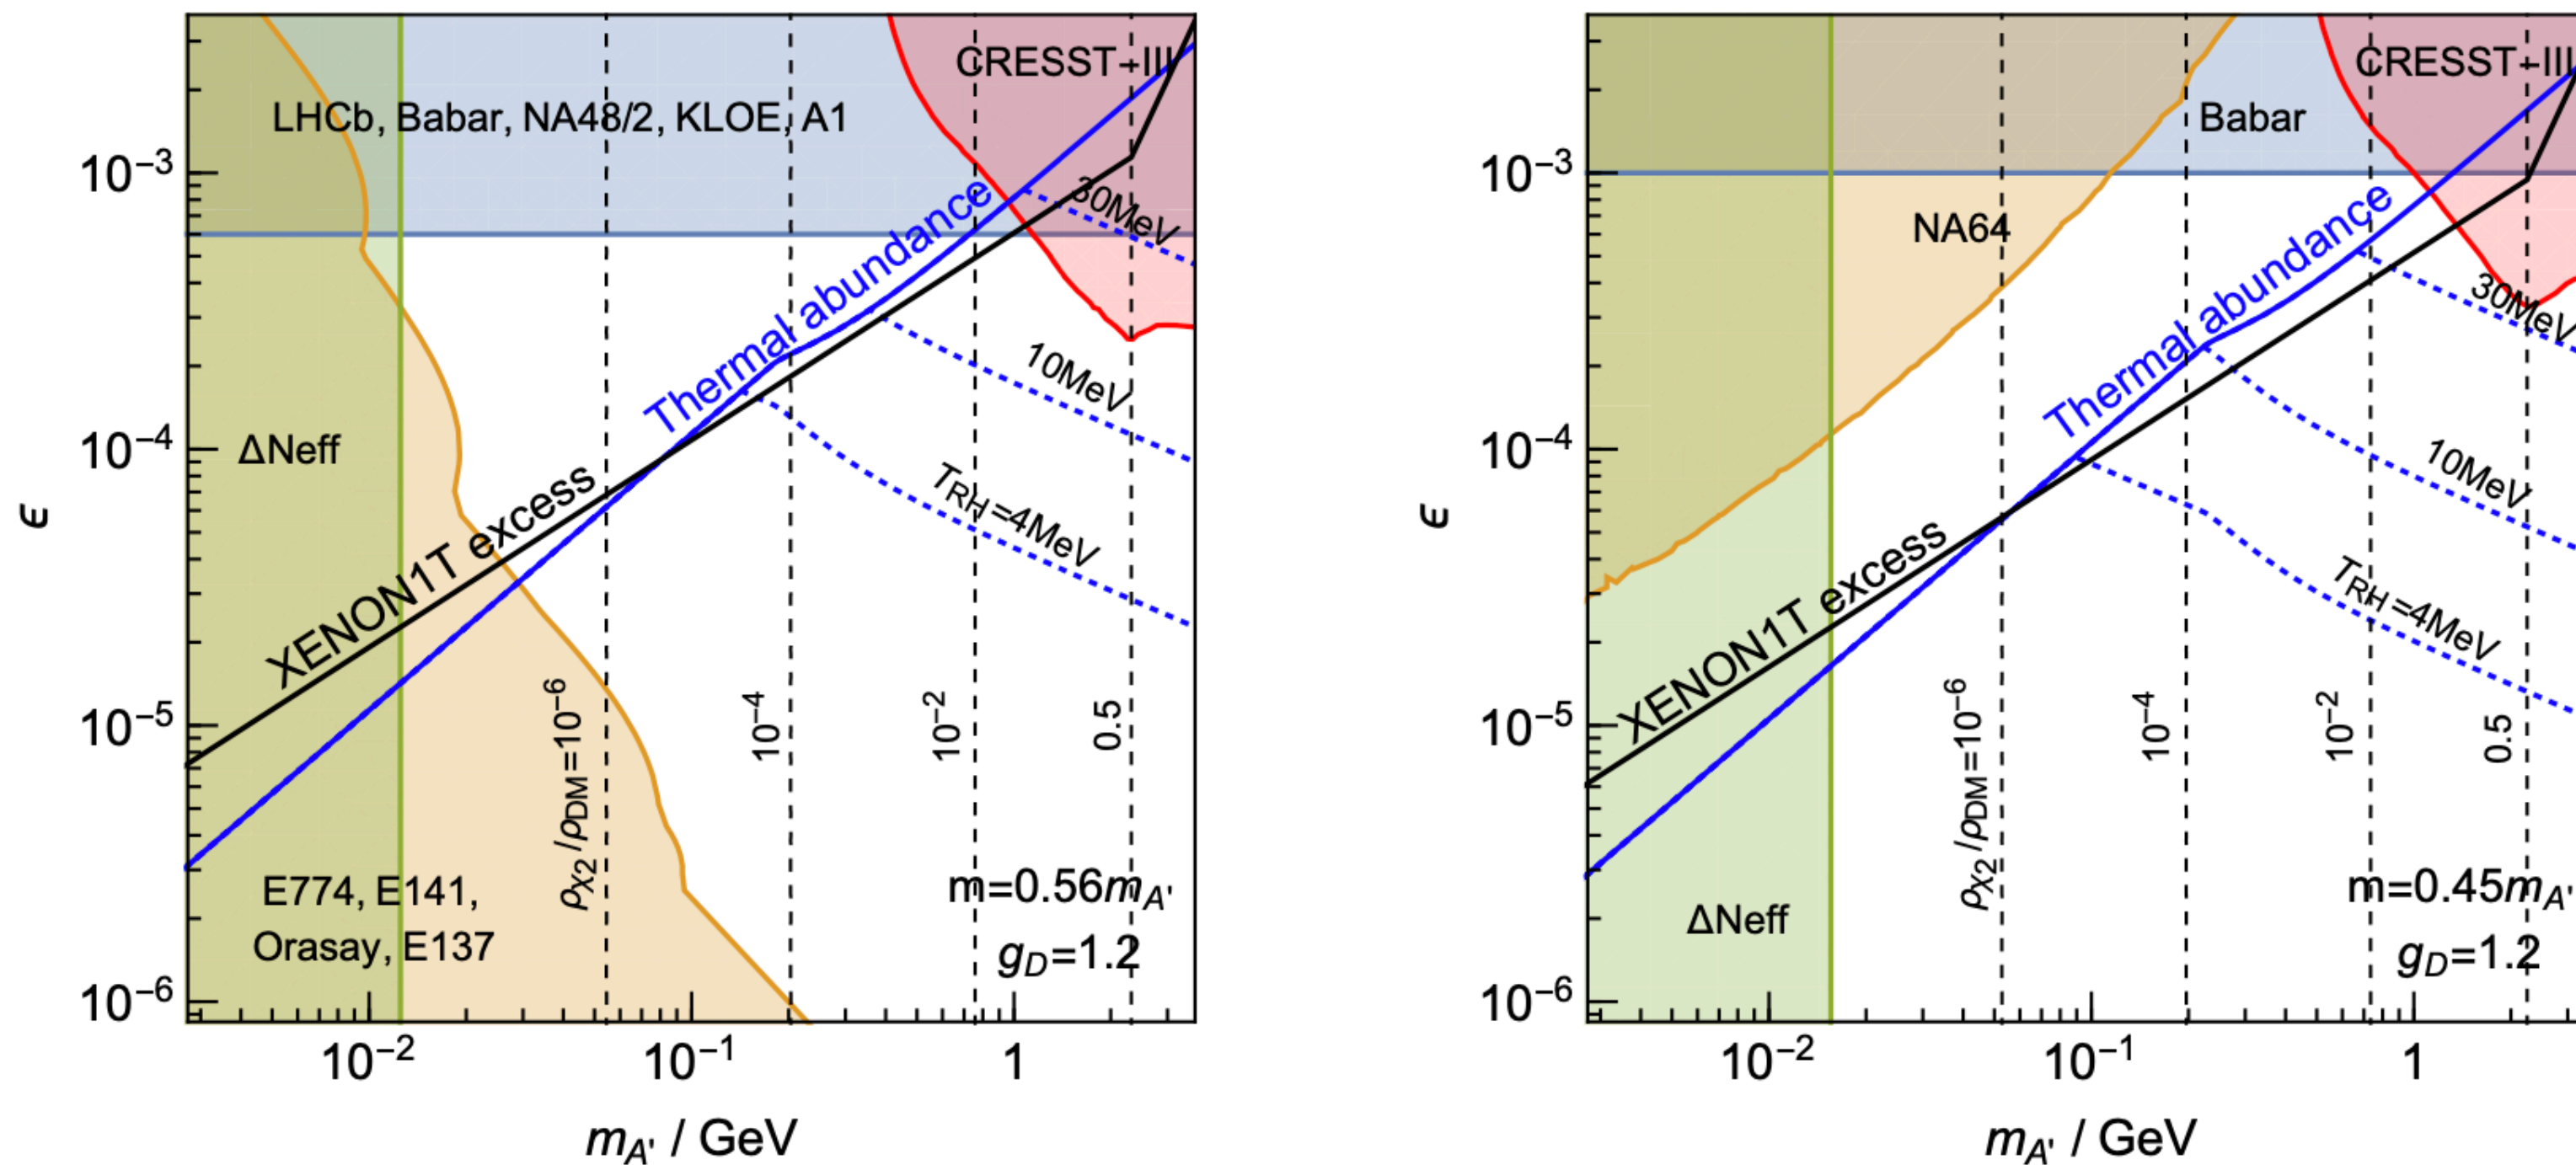 CRESST-III
LHCb, Babar, NA48/2, KLOE, A1
10⁻³
30MeV
Thermal abundance
10MeV
10⁻⁴
ΔNeff
T_RH=4MeV
XENON1T excess
ϵ
10⁻⁵
ρχ₂/ρDM=10⁻⁶
10⁻⁴
10⁻²
0.5
E774, E141,
Orasay, E137
m=0.56m_A'
g_D=1.2
10⁻⁶
10⁻²
10⁻¹
1
m_A' / GeV
CRESST-III
Babar
10⁻³
NA64
Thermal abundance
30MeV
10⁻⁴
10MeV
ϵ
XENON1T excess
T_RH=4MeV
10⁻⁵
ρχ₂/ρDM=10⁻⁶
10⁻⁴
10⁻²
0.5
ΔNeff
m=0.45m_A'
g_D=1.2
10⁻⁶
10⁻²
10⁻¹
1
m_A' / GeV